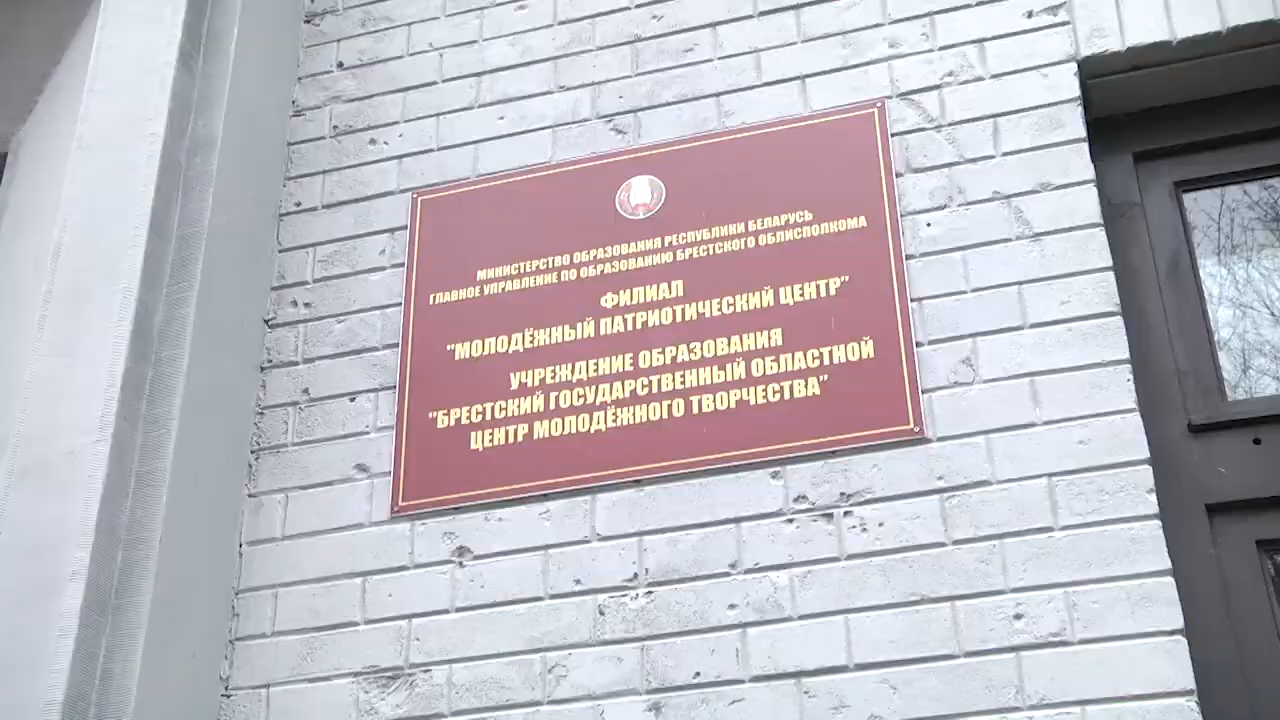 МИНИСТЕРСТВО ОБРАЗОВАНИЯ РЕСПУБЛИКИ БЕЛАРУСЬ
ГЛАВНОЕ УПРАВЛЕНИЕ ПО ОБРАЗОВАНИЮ БРЕСТСКОГО ОБЛИСПОЛКОМА
ФИЛИАЛ
"МОЛОДЁЖНЫЙ ПАТРИОТИЧЕСКИЙ ЦЕНТР"
УЧРЕЖДЕНИЕ ОБРАЗОВАНИЯ
"БРЕСТСКИЙ ГОСУДАРСТВЕННЫЙ ОБЛАСТНОЙ
ЦЕНТР МОЛОДЁЖНОГО ТВОРЧЕСТВА"